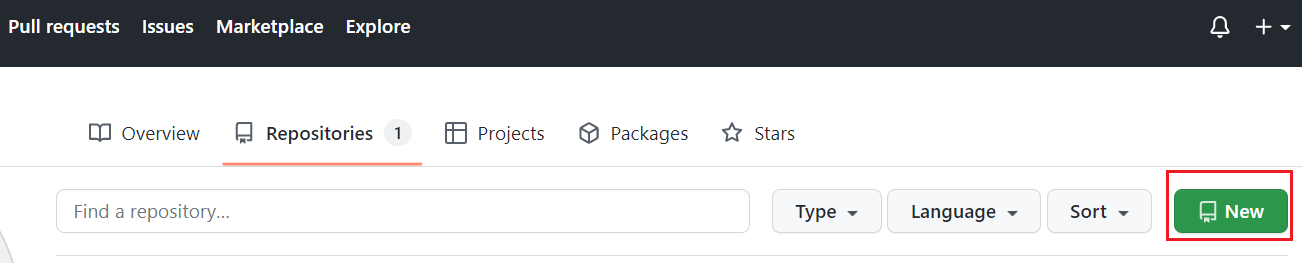 Pull requests Issues Marketplace Explore
Overview Repositories 1 Projects Packages Stars
Find a repository... Type Language Sort New